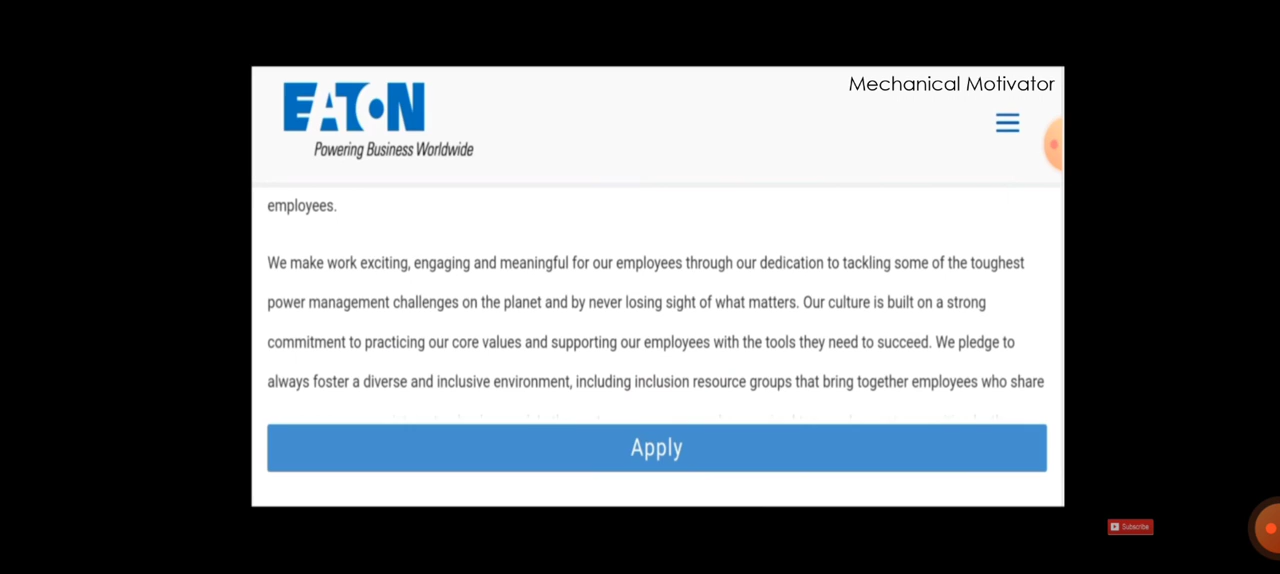 Mechanical Motivator
EATON
Powering Business Worldwide
employees.
We make work exciting, engaging and meaningful for our employees through our dedication to tackling some of the toughest
power management challenges on the planet and by never losing sight of what matters. Our culture is built on a strong
commitment to practicing our core values and supporting our employees with the tools they need to succeed. We pledge to
always foster a diverse and inclusive environment, including inclusion resource groups that bring together employees who share
Apply
Subscribe